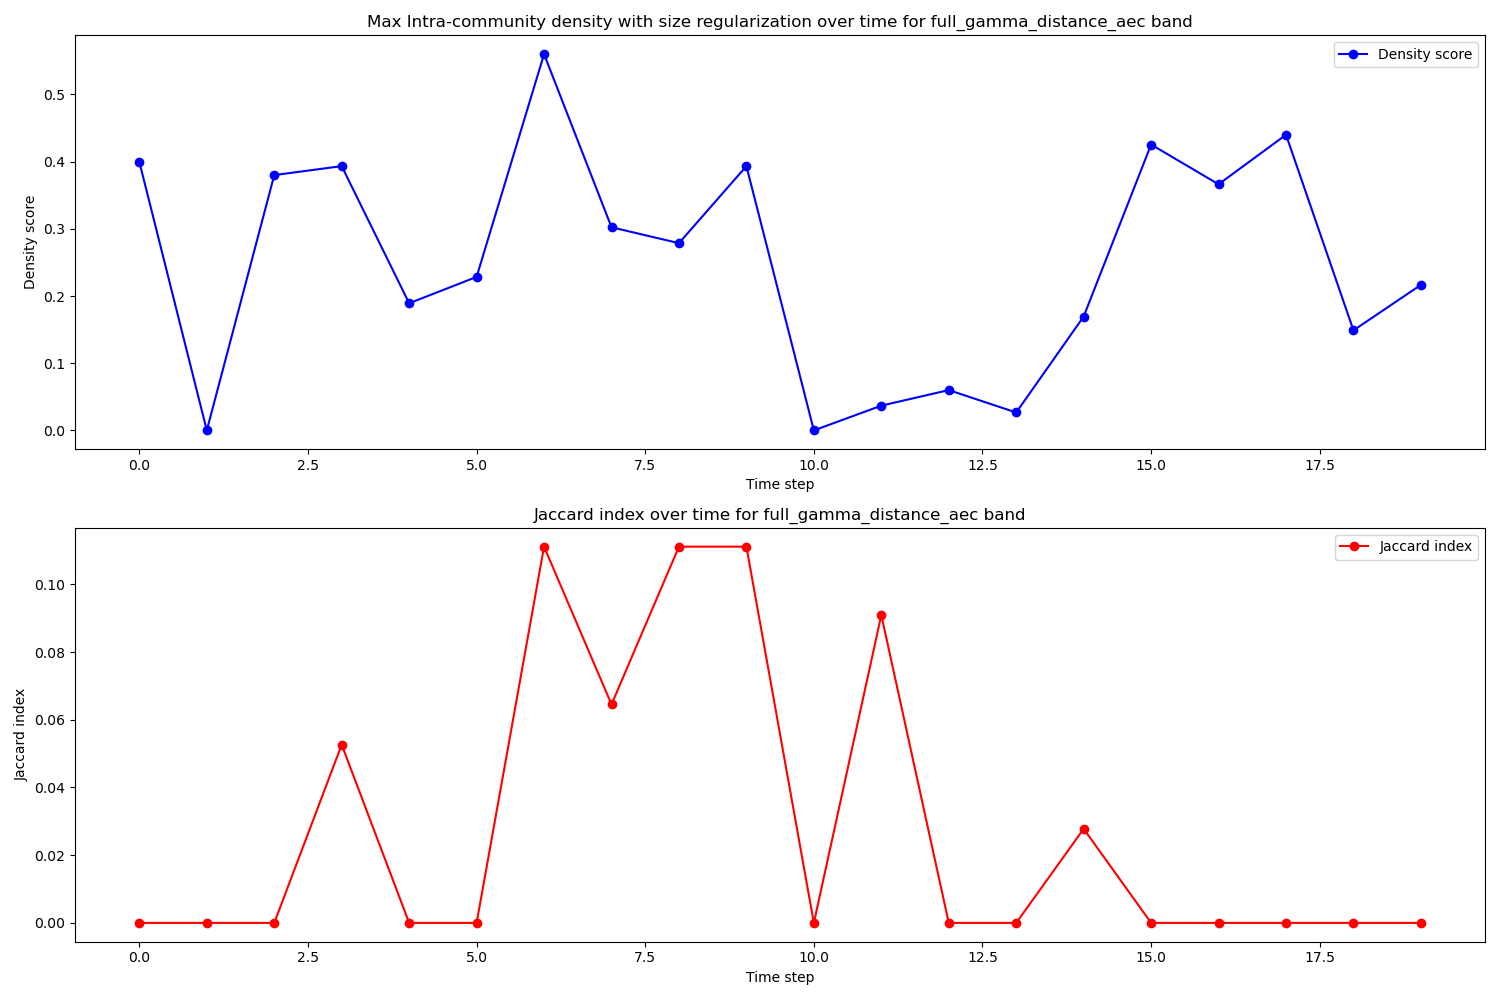 Max Intra-community density with size regularization over time for full_gamma_distance_aec band
Density score
0.5
0.4
0.3
0.2
0.1
0.0
Density score
0.0 2.5 5.0 7.5 10.0 12.5 15.0 17.5
Time step
Jaccard index over time for full_gamma_distance_aec band
Jaccard index
0.10
0.08
0.06
0.04
0.02
0.00
Jaccard index
0.0 2.5 5.0 7.5 10.0 12.5 15.0 17.5
Time step